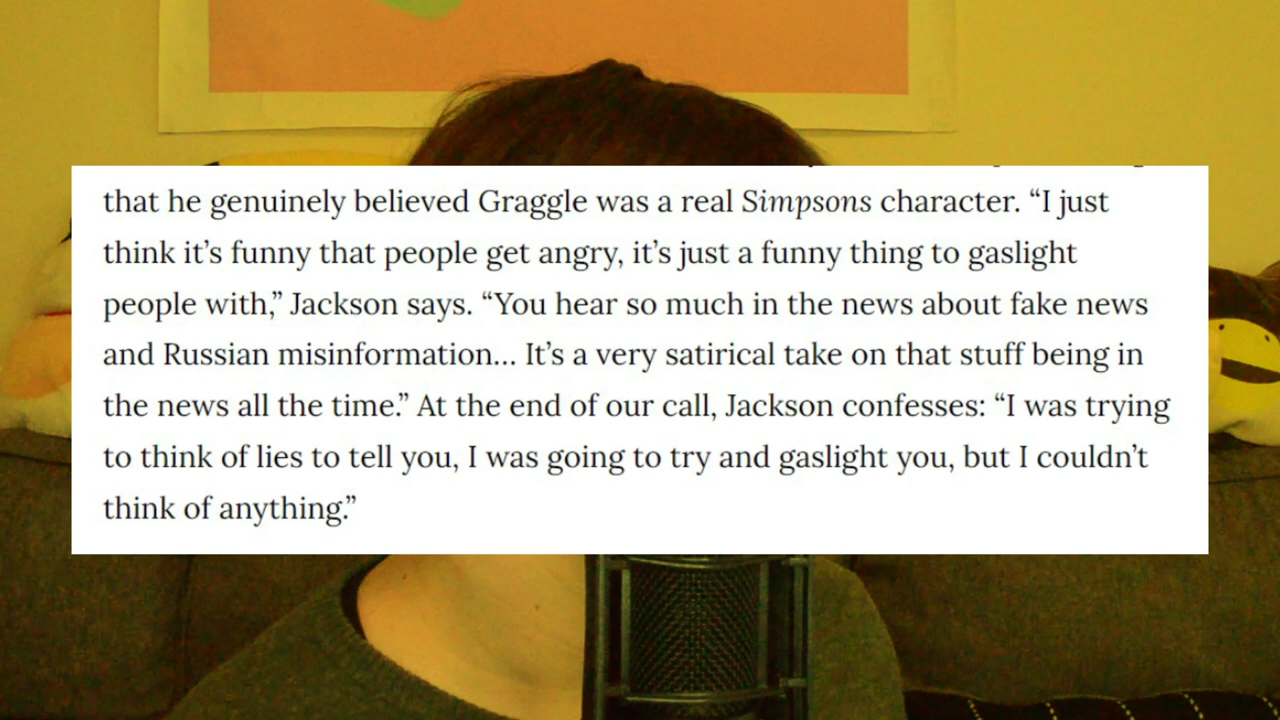 that he genuinely believed Graggle was a real Simpsons character. “I just
think it’s funny that people get angry, it’s just a funny thing to gaslight
people with,” Jackson says. “You hear so much in the news about fake news
and Russian misinformation… It’s a very satirical take on that stuff being in
the news all the time.” At the end of our call, Jackson confesses: “I was trying
to think of lies to tell you, I was going to try and gaslight you, but I couldn’t
think of anything.”